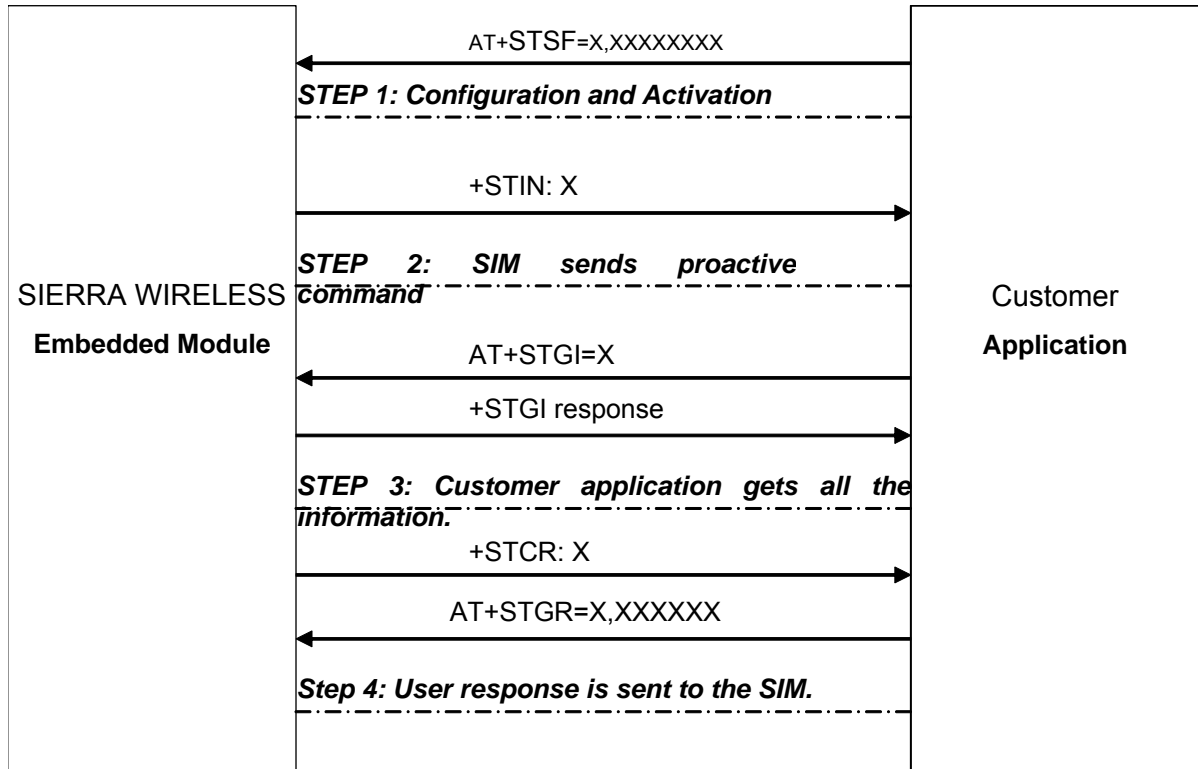 AT+STSF=X,XXXXXXXX
STEP 1: Configuration and Activation
+STIN: X
STEP 2: SIM sends proactive
command
SIERRA WIRELESS
Embedded Module
Customer
Application
AT+STGI=X
+STGI response
STEP 3: Customer application gets all the
information.
+STCR: X
AT+STGR=X,XXXXXX
Step 4: User response is sent to the SIM.